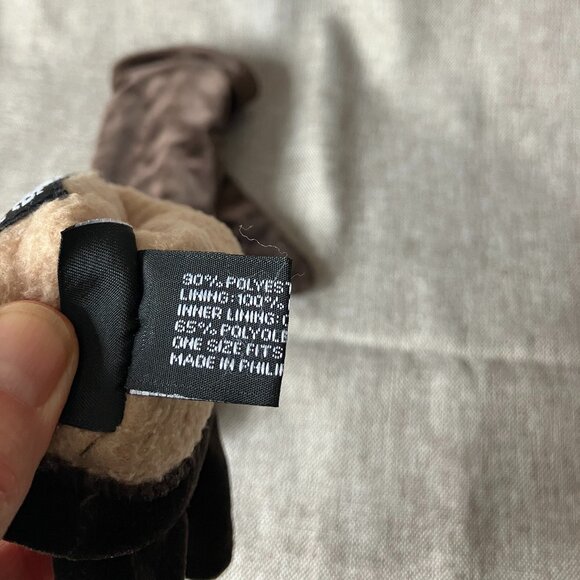 90% POLYEST
LINING:100%
INNER LINING:
65% POLYOLE
ONE SIZE FITS
MADE IN PHILI